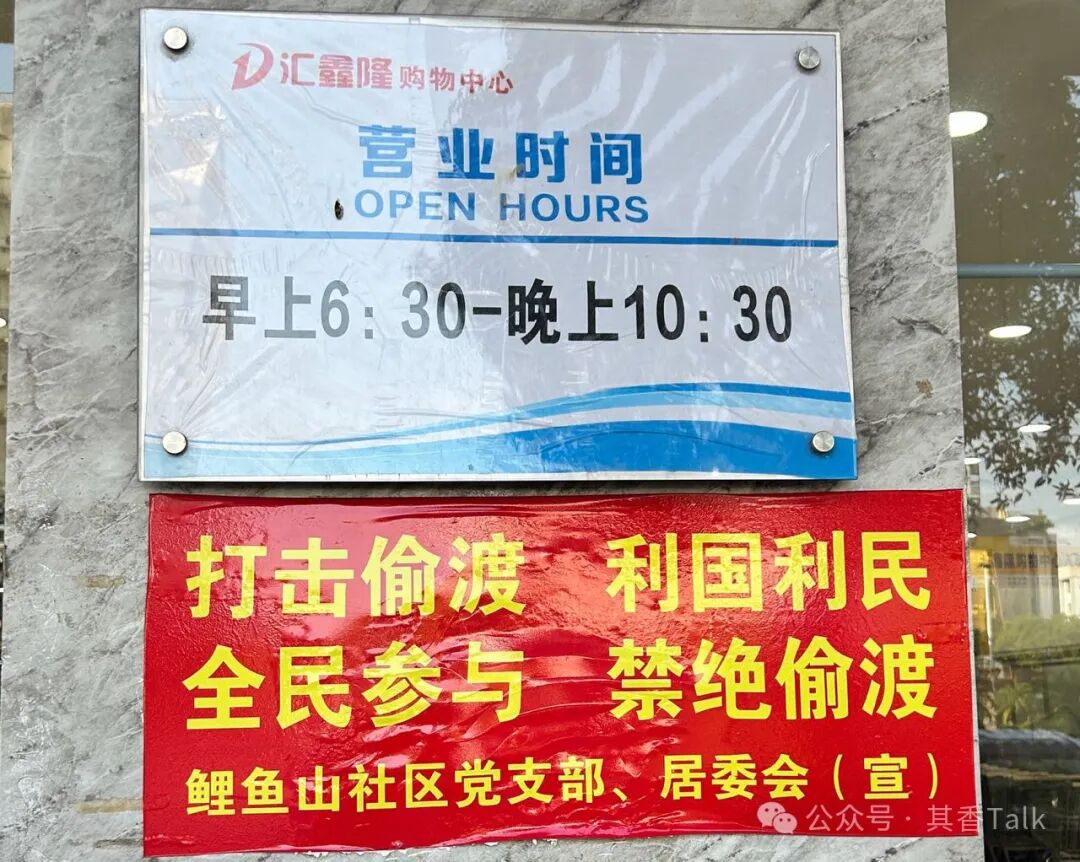 汇鑫隆购物中心
营业时间
OPEN HOURS
早上6：30-晚上10：30
打击偷渡 利国利民
全民参与 禁绝偷渡
鲤鱼山社区党支部、居委会（宣）
公众号·其香Talk